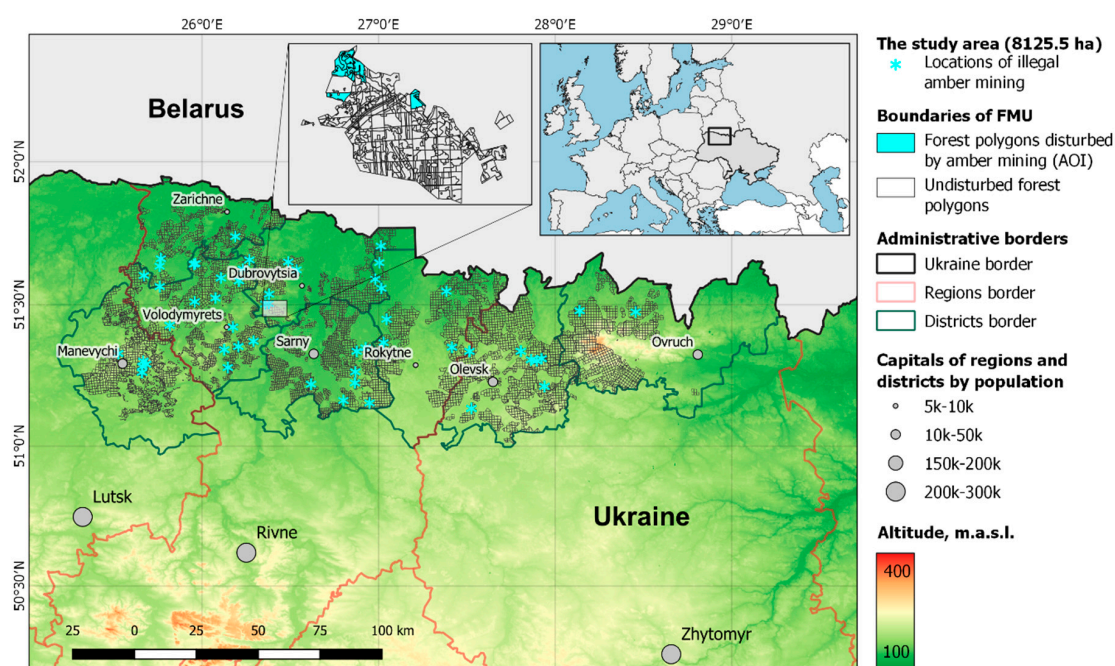 26°0'E
27°0'E
28°0'E
29°0'E
52°0'N
51°30'N
51°0'N
50°30'N
Belarus
Zarichne
Dubrovytsia
Volodymyrets
Manevychi
Sarny
Rokytne
Olevsk
Ovruch
Lutsk
Rivne
Ukraine
Zhytomyr
25 0 25 50 75 100 km
The study area (8125.5 ha)
Locations of illegal
amber mining
Boundaries of FMU
Forest polygons disturbed
by amber mining (AOI)
Undisturbed forest
polygons
Administrative borders
Ukraine border
Regions border
Districts border
Capitals of regions and
districts by population
5k-10k
10k-50k
150k-200k
200k-300k
Altitude, m.a.s.l.
400
100